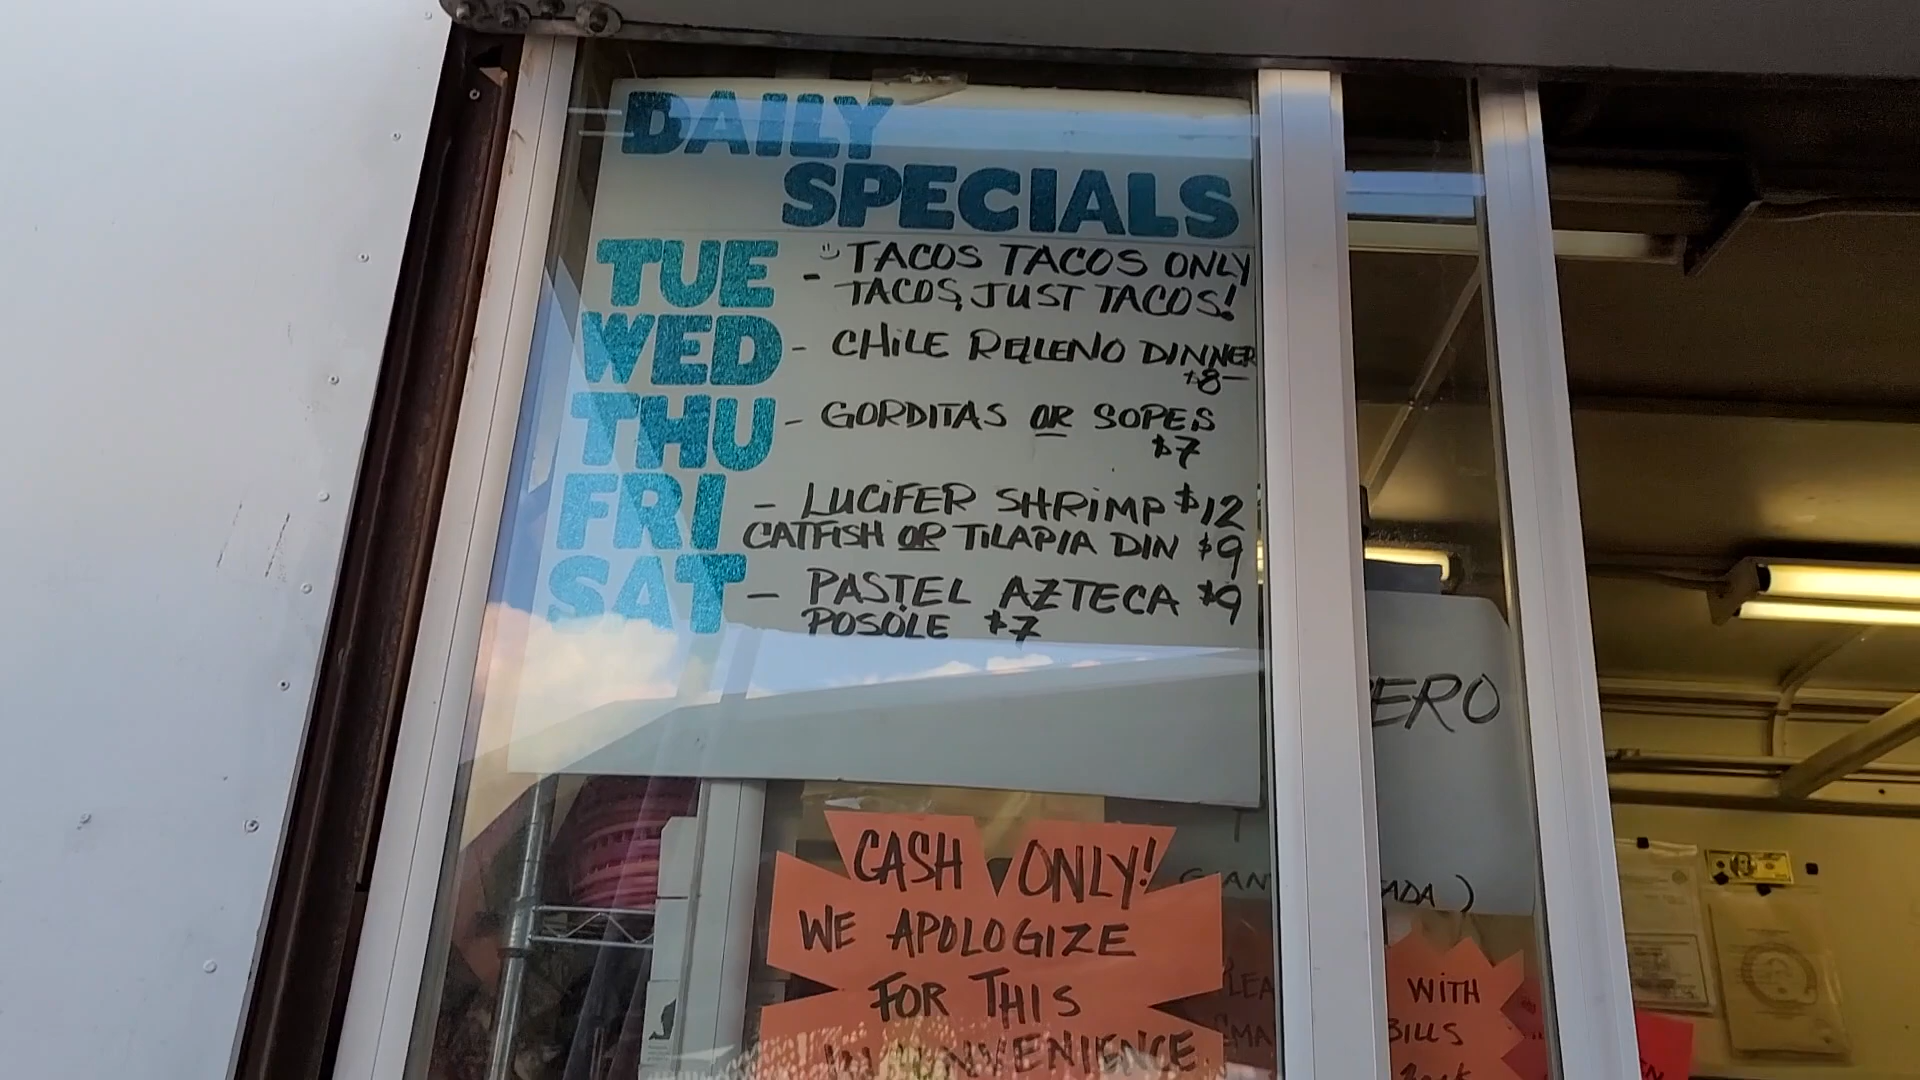 DAILY
SPECIALS
TUE - TACOS TACOS ONLY
TACOS, JUST TACOS!
WED - CHILE RELLENO DINNER
$8-
THU - GORDITAS OR SOPES
$7
FRI - LUCIFER SHRIMP $12
CATFISH OR TILAPIA DIN $9
SAT - PASTEL AZTECA $9
POSOLE $7
ERO
ADA)
CASH ONLY!
WE APOLOGIZE
FOR THIS
INCONVENIENCE
WITH
BILLS